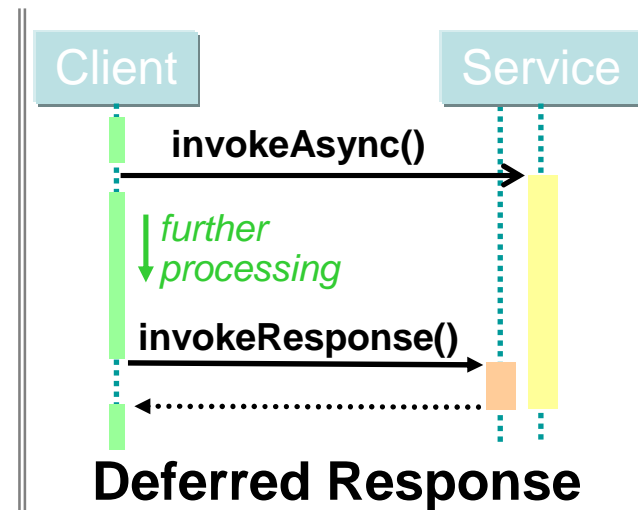 Client
Service
invokeAsync()
further
processing
invokeResponse()
Deferred Response